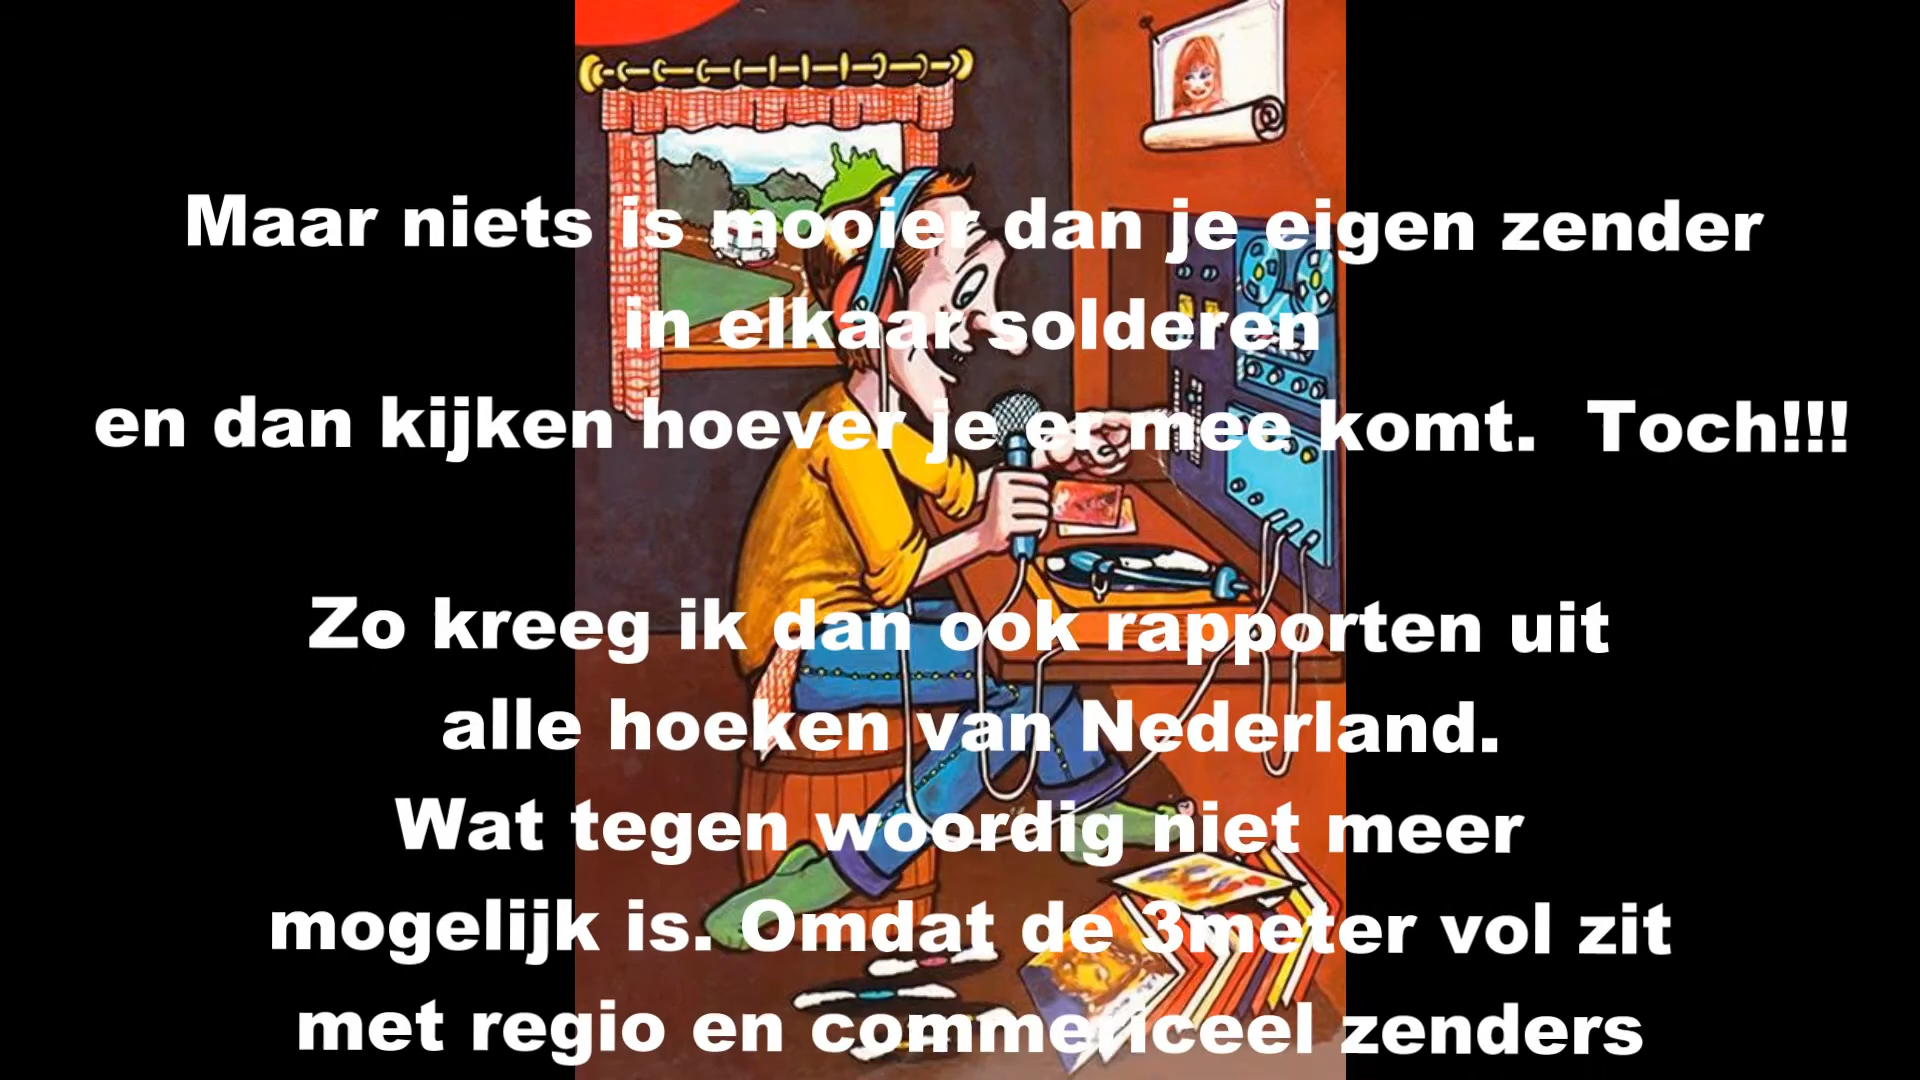 Maar niets is mooier dan je eigen zender
in elkaar solderen
en dan kijken hoever je er mee komt. Toch!!!
Zo kreeg ik dan ook rapporten uit
alle hoeken van Nederland.
Wat tegen woordig niet meer
mogelijk is. Omdat de 3meter vol zit
met regio en commericeel zenders